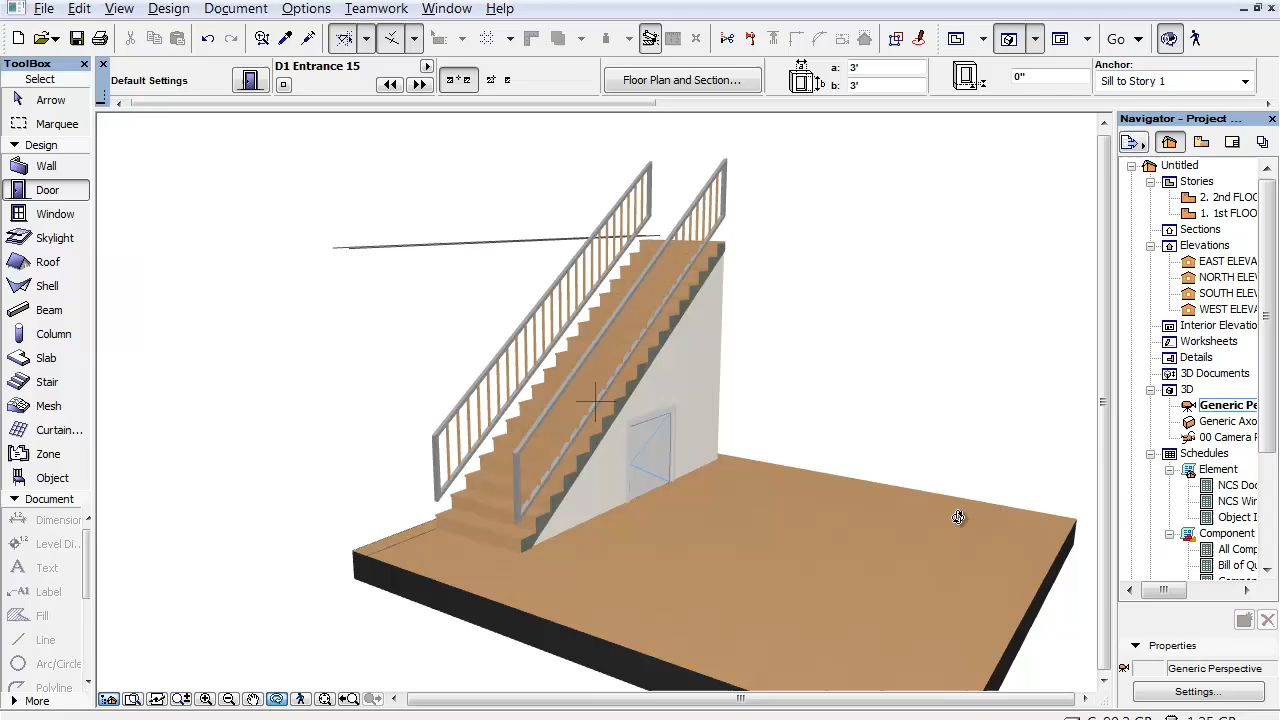 File Edit View Design Document Options Teamwork Window Help
Go
ToolBox
Select
Arrow
Marquee
Design
Wall
Door
Window
Skylight
Roof
Shell
Beam
Column
Slab
Stair
Mesh
Curtain...
Zone
Object
Document
Dimensior
Level Di...
Text
Label
Fill
Line
Arc/Circle
Polyline
More
Default Settings
D1 Entrance 15
Floor Plan and Section...
a: 3'
b: 3'
0"
Anchor:
Sill to Story 1
Navigator - Project ...
Untitled
Stories
2. 2nd FLOO
1. 1st FLOO
Sections
Elevations
EAST ELEVA
NORTH ELEV
SOUTH ELEV
WEST ELEVA
Interior Elevatio
Worksheets
Details
3D Documents
3D
Generic Pe
Generic Axo
00 Camera F
Schedules
Element
NCS Doo
NCS Win
Object I
Component
All Comp
Bill of Qu
Properties
Generic Perspective
Settings...